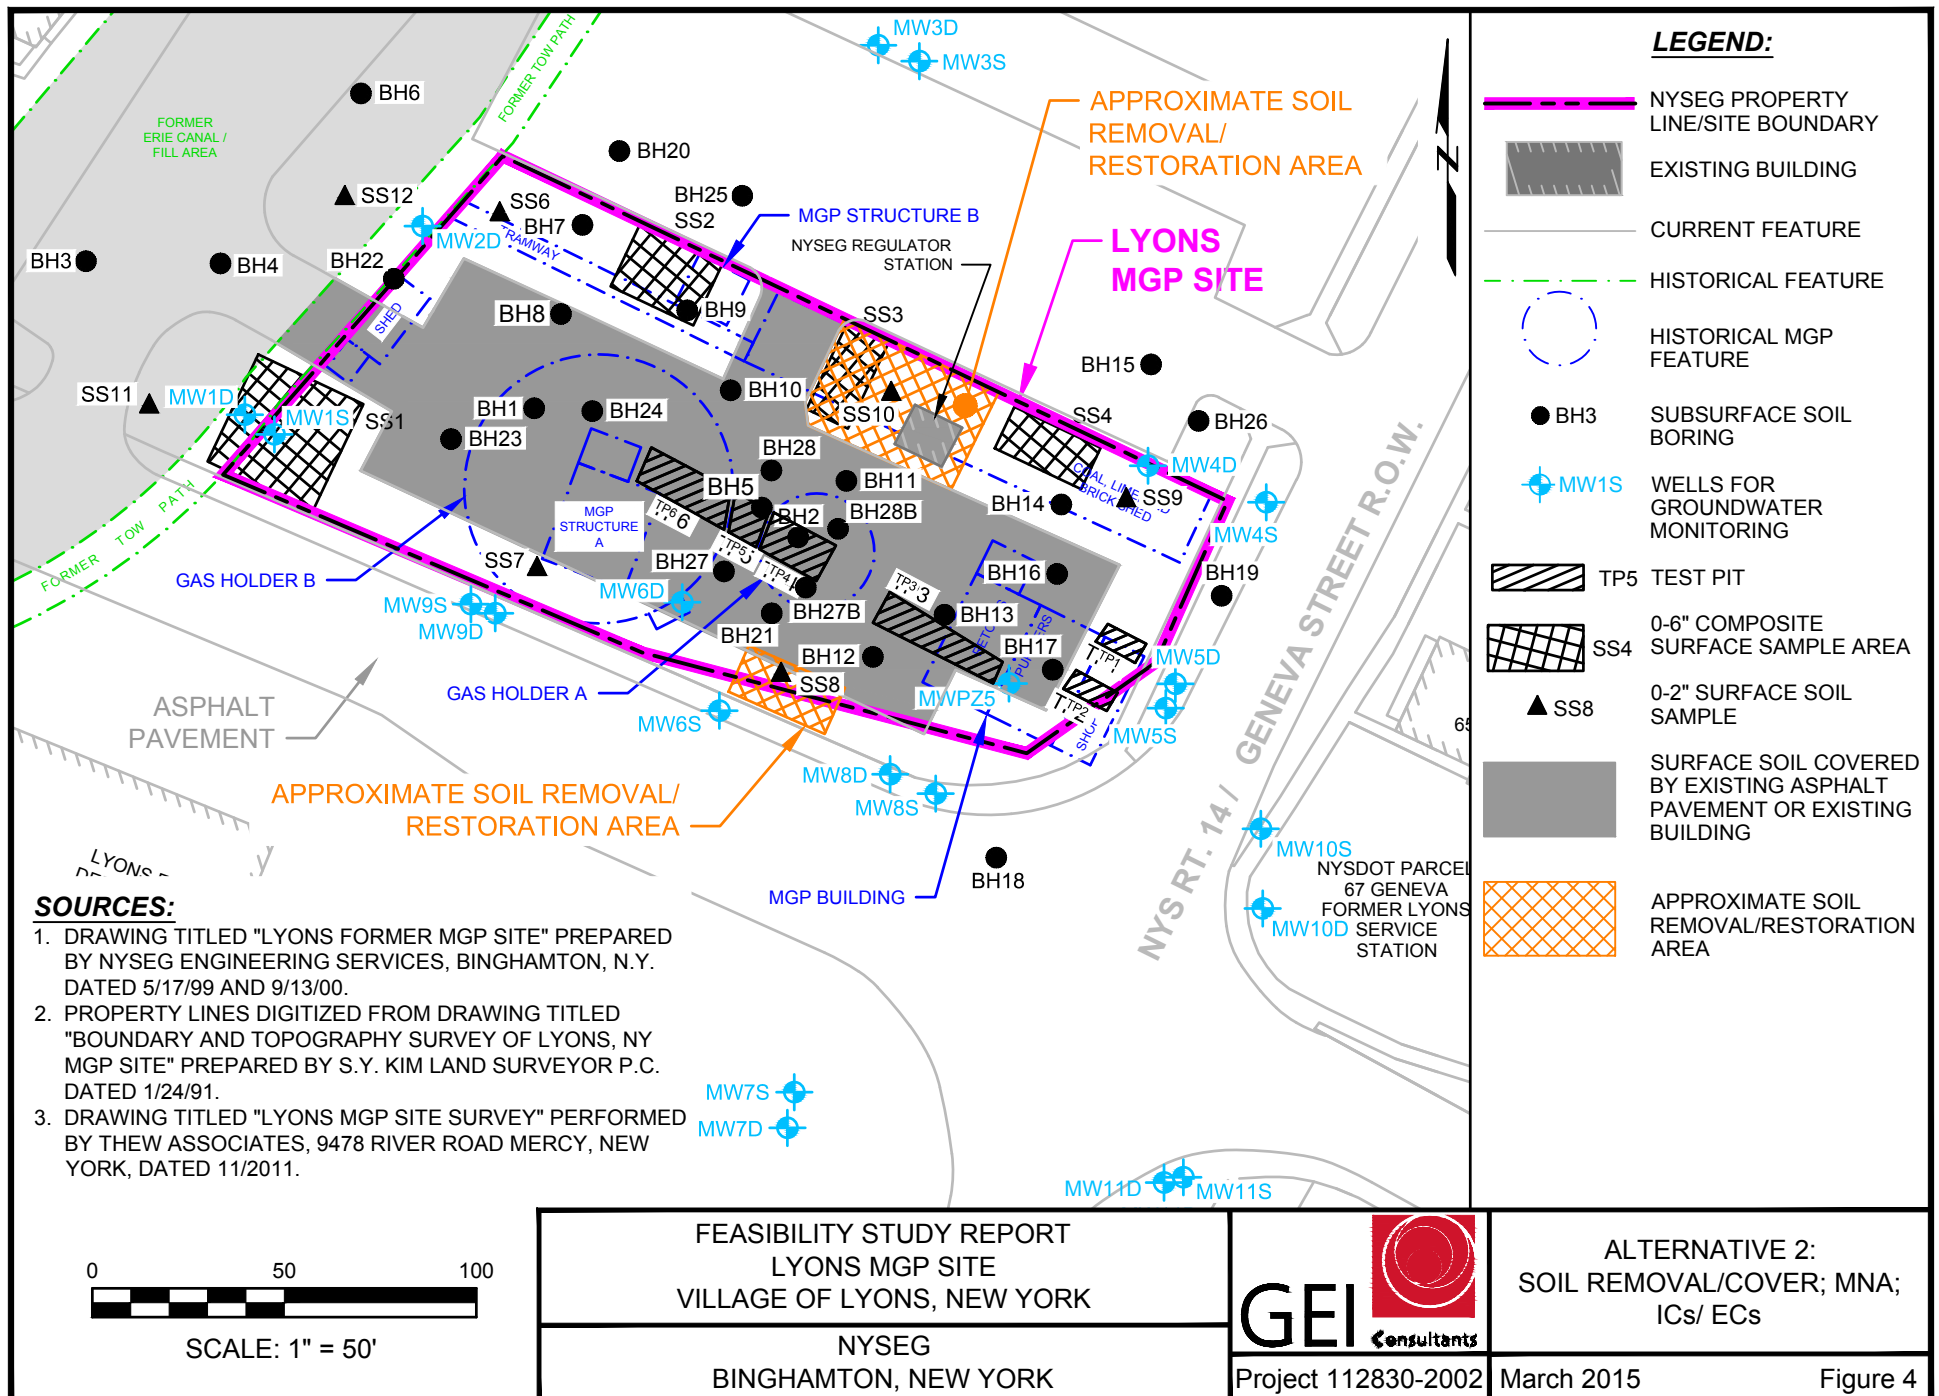 FORMER
ERIE CANAL /
FILL AREA
FORMER TOW PATH
BH6
MW3D
MW3S
BH20
BH25
SS2
SS12
SS6
BH7
MW2D
TRAMWAY
BH3
BH4
BH22
SHED
BH8
BH9
MGP STRUCTURE B
NYSEG REGULATOR
STATION
APPROXIMATE SOIL
REMOVAL/
RESTORATION AREA
LYONS
MGP SITE
N
SS3
BH15
SS11
MW1D
MW1S
SS1
BH1
BH24
BH23
BH10
SS10
SS4
BH26
MW4D
COAL, LIME,
BRICK SHED
SS9
MW4S
BH14
BH28
BH5
BH11
BH28B
BH2
TP6
TP5
TP4
MGP
STRUCTURE
A
FORMER TOW PATH
GAS HOLDER B
SS7
MW9S
MW9D
BH27
MW6D
BH27B
BH21
TP3
BH13
BH16
BH19
BH12
BH17
TP1
TP2
SHOP
MW5D
MW5S
MWPZ5
SS8
GAS HOLDER A
MW6S
ASPHALT
PAVEMENT
APPROXIMATE SOIL REMOVAL/
RESTORATION AREA
MW8D
MW8S
MGP BUILDING
BH18
NYS RT. 14 / GENEVA STREET R.O.W.
MW10S
NYSDOT PARCEL
67 GENEVA
FORMER LYONS
MW10D
SERVICE
STATION
MW7S
MW7D
MW11D
MW11S
LYONS
SOURCES:
1. DRAWING TITLED "LYONS FORMER MGP SITE" PREPARED
BY NYSEG ENGINEERING SERVICES, BINGHAMTON, N.Y.
DATED 5/17/99 AND 9/13/00.
2. PROPERTY LINES DIGITIZED FROM DRAWING TITLED
"BOUNDARY AND TOPOGRAPHY SURVEY OF LYONS, NY
MGP SITE" PREPARED BY S.Y. KIM LAND SURVEYOR P.C.
DATED 1/24/91.
3. DRAWING TITLED "LYONS MGP SITE SURVEY" PERFORMED
BY THEW ASSOCIATES, 9478 RIVER ROAD MERCY, NEW
YORK, DATED 11/2011.
LEGEND:
NYSEG PROPERTY
LINE/SITE BOUNDARY
EXISTING BUILDING
CURRENT FEATURE
HISTORICAL FEATURE
HISTORICAL MGP
FEATURE
BH3 SUBSURFACE SOIL
BORING
MW1S WELLS FOR
GROUNDWATER
MONITORING
TP5 TEST PIT
SS4 0-6" COMPOSITE
SURFACE SAMPLE AREA
SS8 0-2" SURFACE SOIL
SAMPLE
SURFACE SOIL COVERED
BY EXISTING ASPHALT
PAVEMENT OR EXISTING
BUILDING
APPROXIMATE SOIL
REMOVAL/RESTORATION
AREA
0 50 100
SCALE: 1" = 50'
FEASIBILITY STUDY REPORT
LYONS MGP SITE
VILLAGE OF LYONS, NEW YORK
NYSEG
BINGHAMTON, NEW YORK
GEI Consultants
Project 112830-2002
ALTERNATIVE 2:
SOIL REMOVAL/COVER; MNA;
ICs/ ECs
March 2015
Figure 4